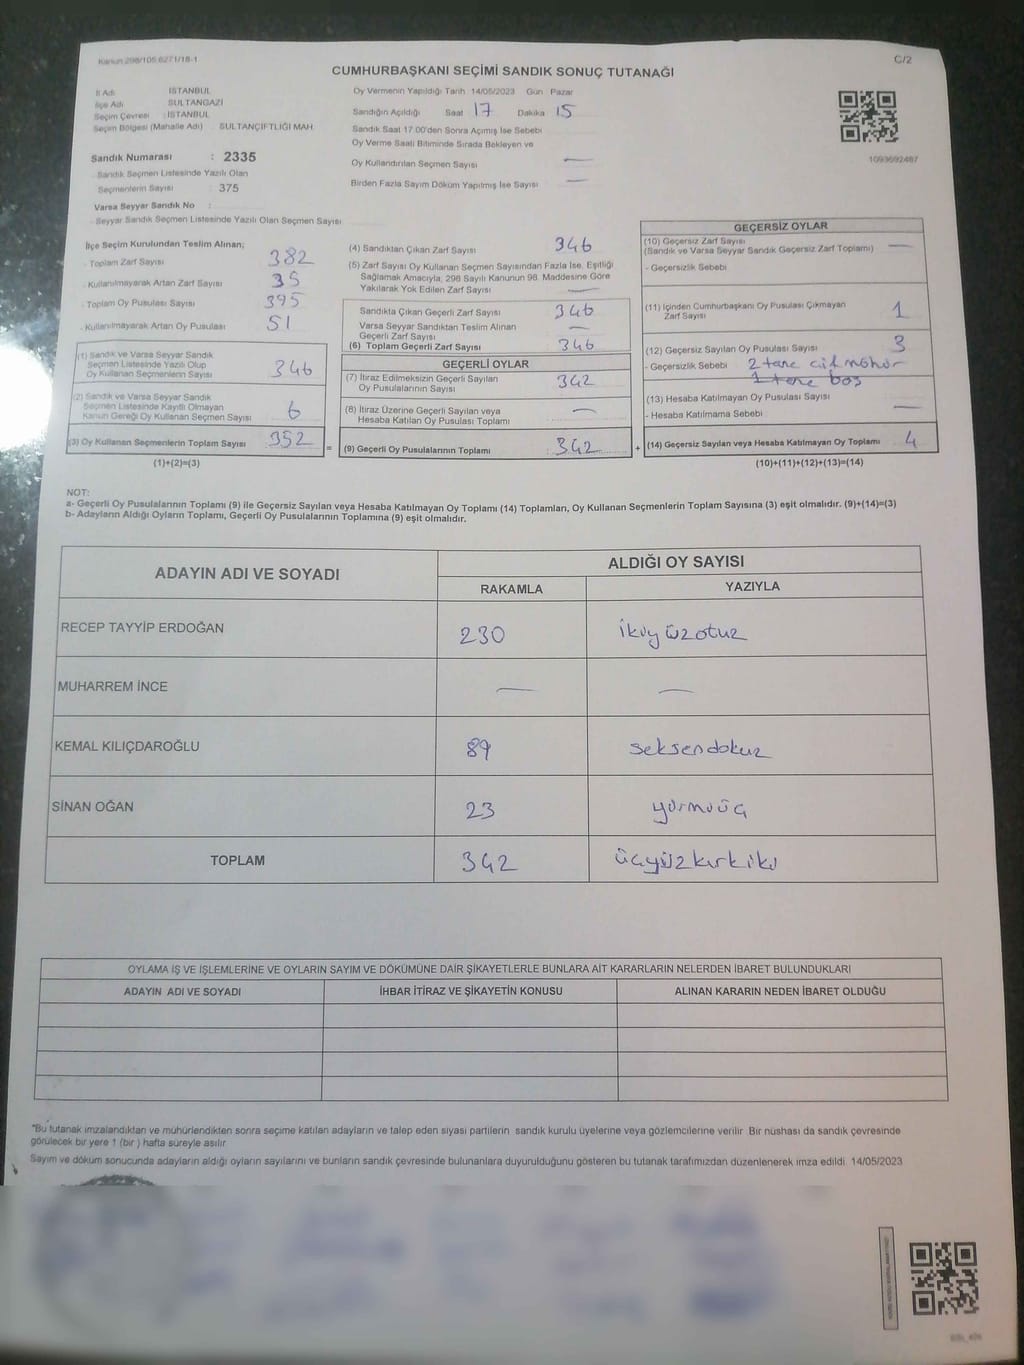 Kanun 298/105 6271/18-1
C/2
CUMHURBAŞKANI SEÇİMİ SANDIK SONUÇ TUTANAĞI
İl Adı İSTANBUL
İlçe Adı SULTANGAZİ
Seçim Çevresi : İSTANBUL
Seçim Bölgesi (Mahalle Adı) SULTANÇİFTLİĞİ MAH.
Sandık Numarası : 2335
Sandık Seçmen Listesinde Yazılı Olan
Seçmenlerin Sayısı : 375
Varsa Seyyar Sandık No :
- Seyyar Sandık Seçmen Listesinde Yazılı Olan Seçmen Sayısı
Oy Vermenin Yapıldığı Tarih 14/05/2023 Gün Pazar
Sandığın Açıldığı Saat 17 Dakika 15
Sandık Saat 17.00'den Sonra Açımış İse Sebebi
Oy Verme Saati Bitiminde Sırada Bekleyen ve
Oy Kullandırılan Seçmen Sayısı —
Birden Fazla Sayım Döküm Yapılmış İse Sayısı —
1093692487
İlçe Seçim Kurulundan Teslim Alınan;
- Toplam Zarf Sayısı 382
- Kullanılmayarak Artan Zarf Sayısı 35
- Toplam Oy Pusulası Sayısı 395
- Kullanılmayarak Artan Oy Pusulası 51
(1) Sandık ve Varsa Seyyar Sandık
Seçmen Listesinde Yazılı Olup
Oy Kullanan Seçmenlerin Sayısı 346
(2) Sandık ve Varsa Seyyar Sandık
Seçmen Listesinde Kayıtlı Olmayan
Kanun Gereği Oy Kullanan Seçmen Sayısı 6
(3) Oy Kullanan Seçmenlerin Toplam Sayısı 352 =
(1)+(2)=(3)
(4) Sandıktan Çıkan Zarf Sayısı 346
(5) Zarf Sayısı Oy Kullanan Seçmen Sayısından Fazla İse, Eşitliği
Sağlamak Amacıyla, 298 Sayılı Kanunun 98. Maddesine Göre
Yakılarak Yok Edilen Zarf Sayısı —
Sandıkta Çıkan Geçerli Zarf Sayısı 346
Varsa Seyyar Sandıktan Teslim Alınan
Geçerli Zarf Sayısı —
(6) Toplam Geçerli Zarf Sayısı 346
GEÇERLİ OYLAR
(7) İtiraz Edilmeksizin Geçerli Sayılan
Oy Pusulasının Sayısı 342
(8) İtiraz Üzerine Geçerli Sayılan veya
Hesaba Katılan Oy Pusulası Toplamı —
(9) Geçerli Oy Pusulalarının Toplamı : 342 +
GEÇERSİZ OYLAR
(10) Geçersiz Zarf Sayısı
(Sandık ve Varsa Seyyar Sandık Geçersiz Zarf Toplamı) —
- Geçersizlik Sebebi
(11) İçinden Cumhurbaşkanı Oy Pusulası Çıkmayan
Zarf Sayısı 1
(12) Geçersiz Sayılan Oy Pusulası Sayısı 3
- Geçersizlik Sebebi 2 tane çift mühür
1 tane boş
(13) Hesaba Katılmayan Oy Pusulası Sayısı —
- Hesaba Katılmama Sebebi
(14) Geçersiz Sayılan veya Hesaba Katılmayan Oy Toplamı 4
(10)+(11)+(12)+(13)=(14)
NOT:
a- Geçerli Oy Pusulalarının Toplamı (9) ile Geçersiz Sayılan veya Hesaba Katılmayan Oy Toplamı (14) Toplamları, Oy Kullanan Seçmenlerin Toplam Sayısına (3) eşit olmalıdır. (9)+(14)=(3)
b- Adayların Aldığı Oyların Toplamı, Geçerli Oy Pusulalarının Toplamına (9) eşit olmalıdır.
ADAYIN ADI VE SOYADI
ALDIĞI OY SAYISI
RAKAMLA YAZIYLA
RECEP TAYYİP ERDOĞAN 230 ikiyüzotuz
MUHARREM İNCE — —
KEMAL KILIÇDAROĞLU 89 seksendokuz
SİNAN OĞAN 23 yirmiüç
TOPLAM 342 üçyüzkırkiki
OYLAMA İŞ VE İŞLEMLERİNE VE OYLARIN SAYIM VE DÖKÜMÜNE DAİR ŞİKAYETLERLE BUNLARA AİT KARARLARIN NELERDEN İBARET BULUNDUKLARI
ADAYIN ADI VE SOYADI İHBAR İTİRAZ VE ŞİKAYETİN KONUSU ALINAN KARARIN NEDEN İBARET OLDUĞU
*Bu tutanak imzalandıktan ve mühürlendikten sonra seçime katılan adayların ve talep eden siyasi partilerin sandık kurulu üyelerine veya gözlemcilerine verilir Bir nüshası da sandık çevresinde
görülecek bir yere 1 (bir ) hafta süreyle asılır
Sayım ve döküm sonucunda adayların aldığı oyların sayılarını ve bunların sandık çevresinde bulunanlara duyurulduğunu gösteren bu tutanak tarafımızdan düzenlenerek imza edildi 14/05/2023